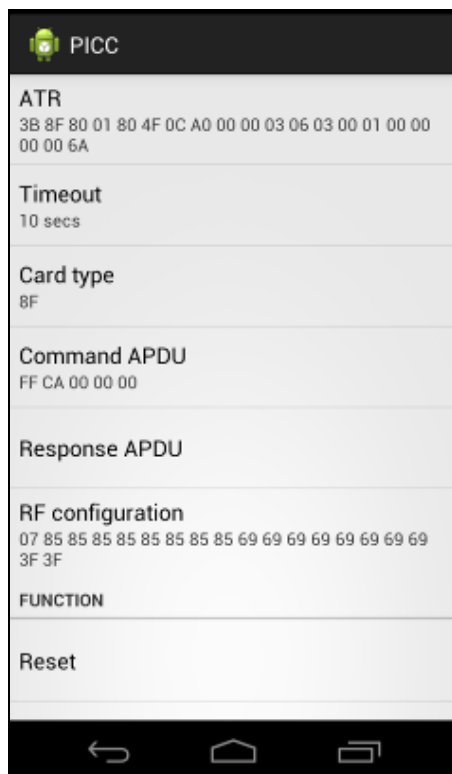 PICC
ATR
3B 8F 80 01 80 4F 0C A0 00 00 03 06 03 00 01 00 00
00 00 6A
Timeout
10 secs
Card type
8F
Command APDU
FF CA 00 00 00
Response APDU
RF configuration
07 85 85 85 85 85 85 85 85 69 69 69 69 69 69 69 69
3F 3F
FUNCTION
Reset